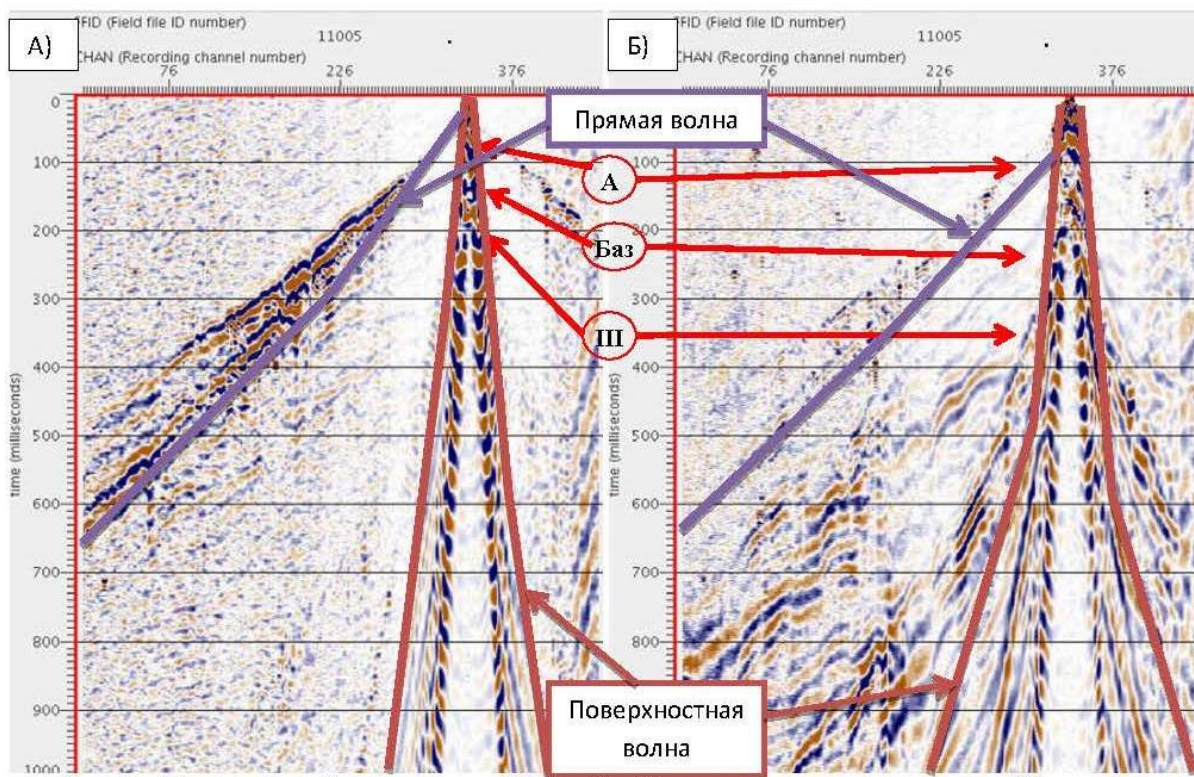 А)
FFID (Field file ID number)
11005
CHAN (Recording channel number)
76 226 376
Б)
FFID (Field file ID number)
11005
CHAN (Recording channel number)
76 226 376
Прямая волна
А
Баз
III
Поверхностная
волна
time (milliseconds)
0
100
200
300
400
500
600
700
800
900
1000
time (milliseconds)
0
100
200
300
400
500
600
700
800
900
1000